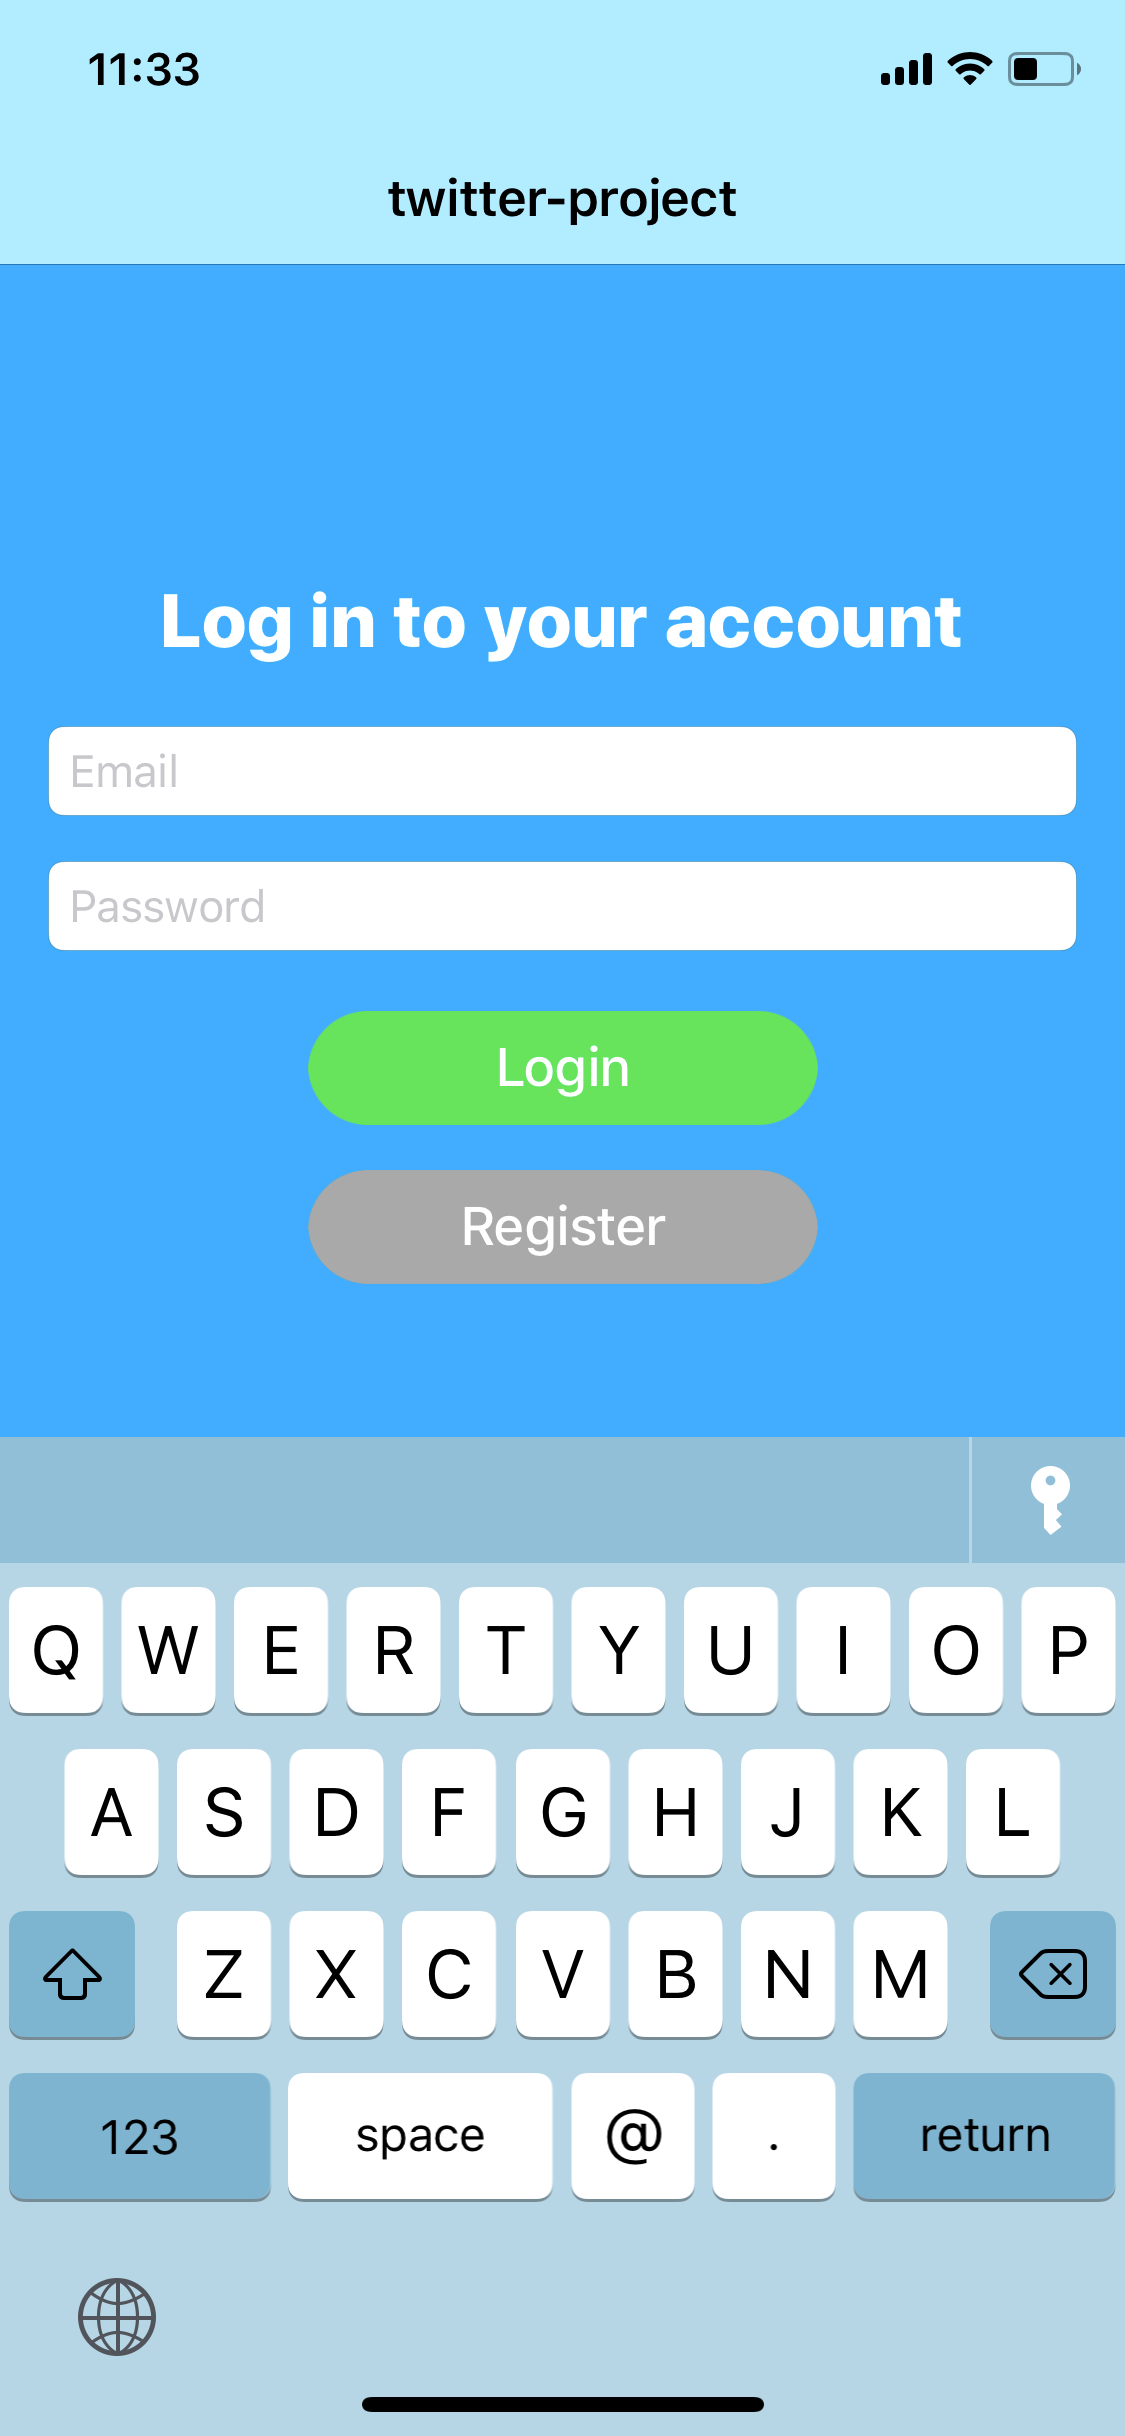 11:33
twitter-project
Log in to your account
Email
Password
Login
Register
Q W E R T Y U I O P
A S D F G H J K L
Z X C V B N M
123 space @ . return